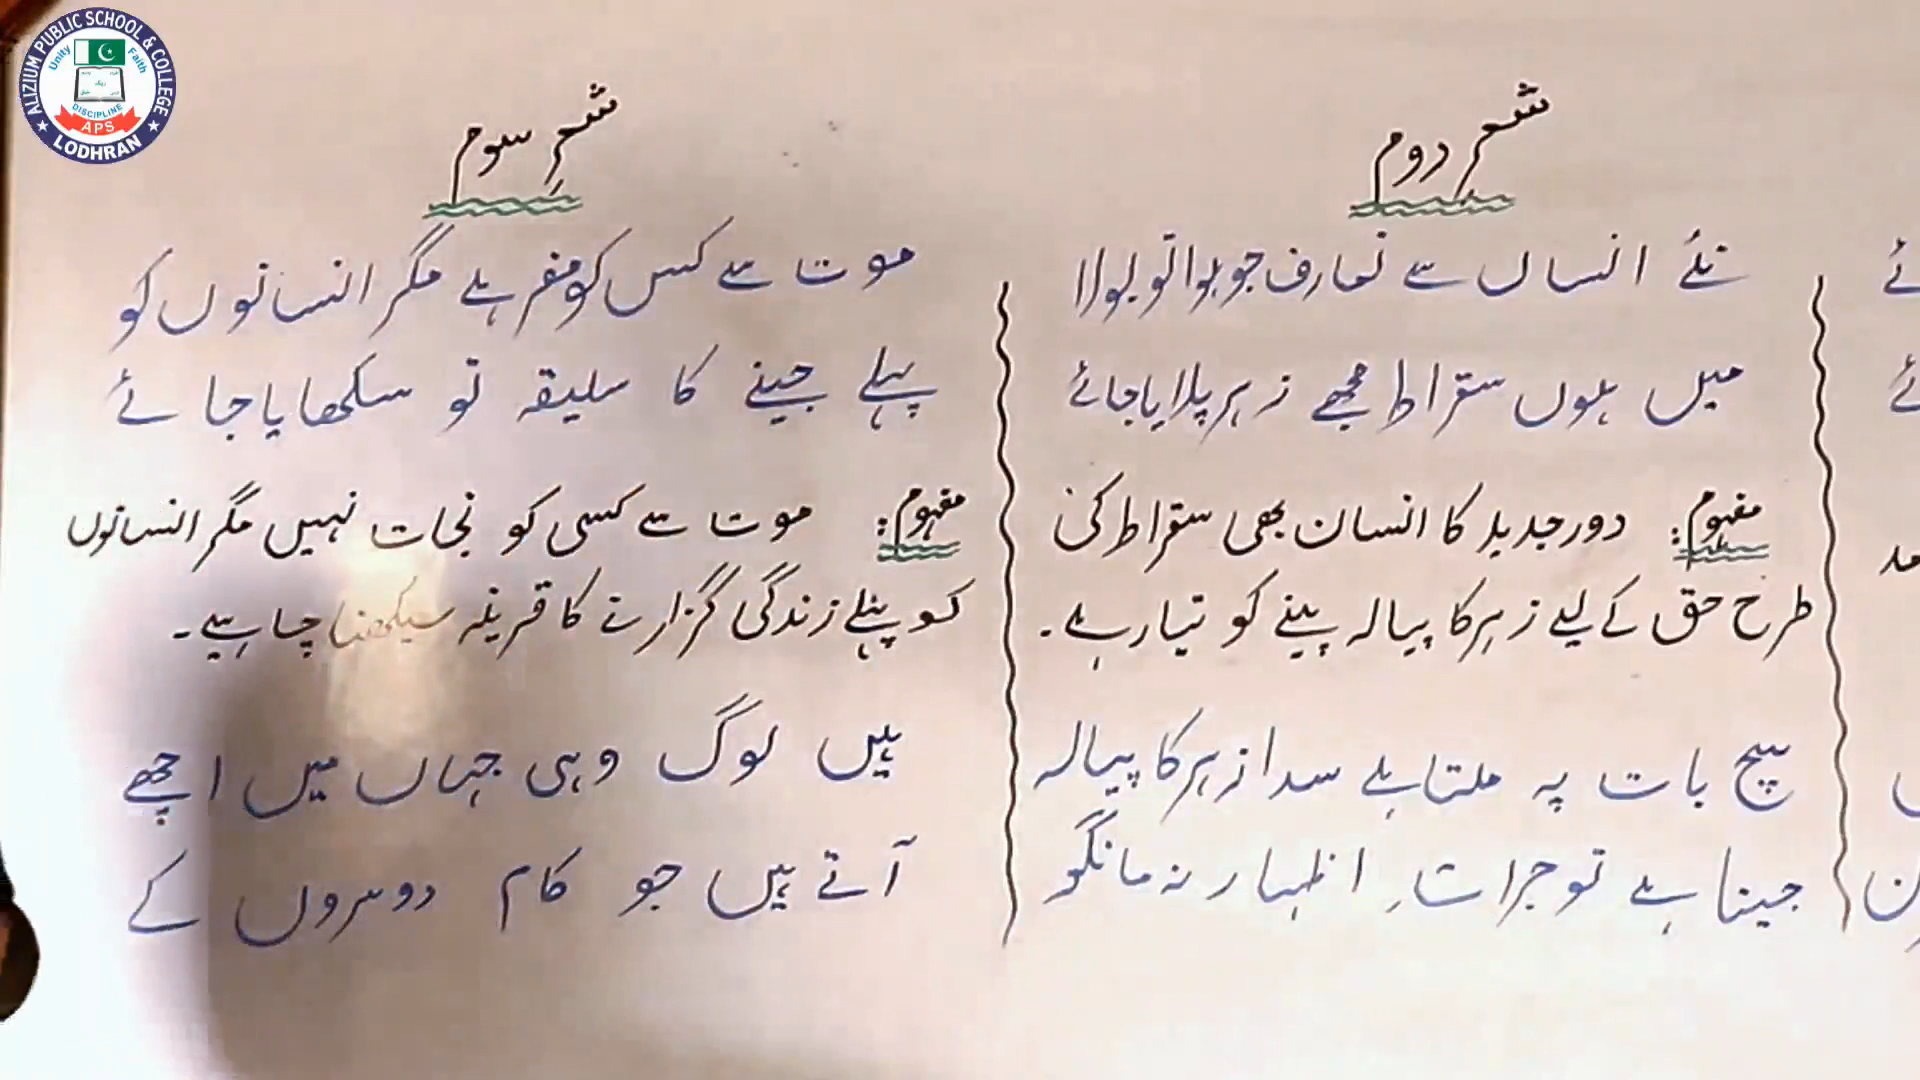 ALIZIUM PUBLIC SCHOOL & COLLEGE
Unity
Faith
DISCIPLINE
APS
LODHRAN
شعرِ دوم
نئے انساں سے تعارف جو ہوا تو بولا
میں ہوں سقراط مجھے زہر پلایا جائے
مفہوم: دور جدید کا انسان بھی سقراط کی
طرح حق کے لیے زہر کا پیالہ پینے کو تیار ہے۔
سچ بات پہ ملتا ہے سدا زہر کا پیالہ
جینا ہے تو جرات ِ اظہار نہ مانگو
شعرِ سوم
موت سے کس کو مفر ہے مگر انسانوں کو
پہلے جینے کا سلیقہ تو سکھایا جائے
مفہوم: موت سے کسی کو نجات نہیں مگر انسانوں
کو پہلے زندگی گزارنے کا قرینہ سیکھنا چاہیے۔
ہیں لوگ وہی جہاں میں اچھے
آتے ہیں جو کام دوسروں کے